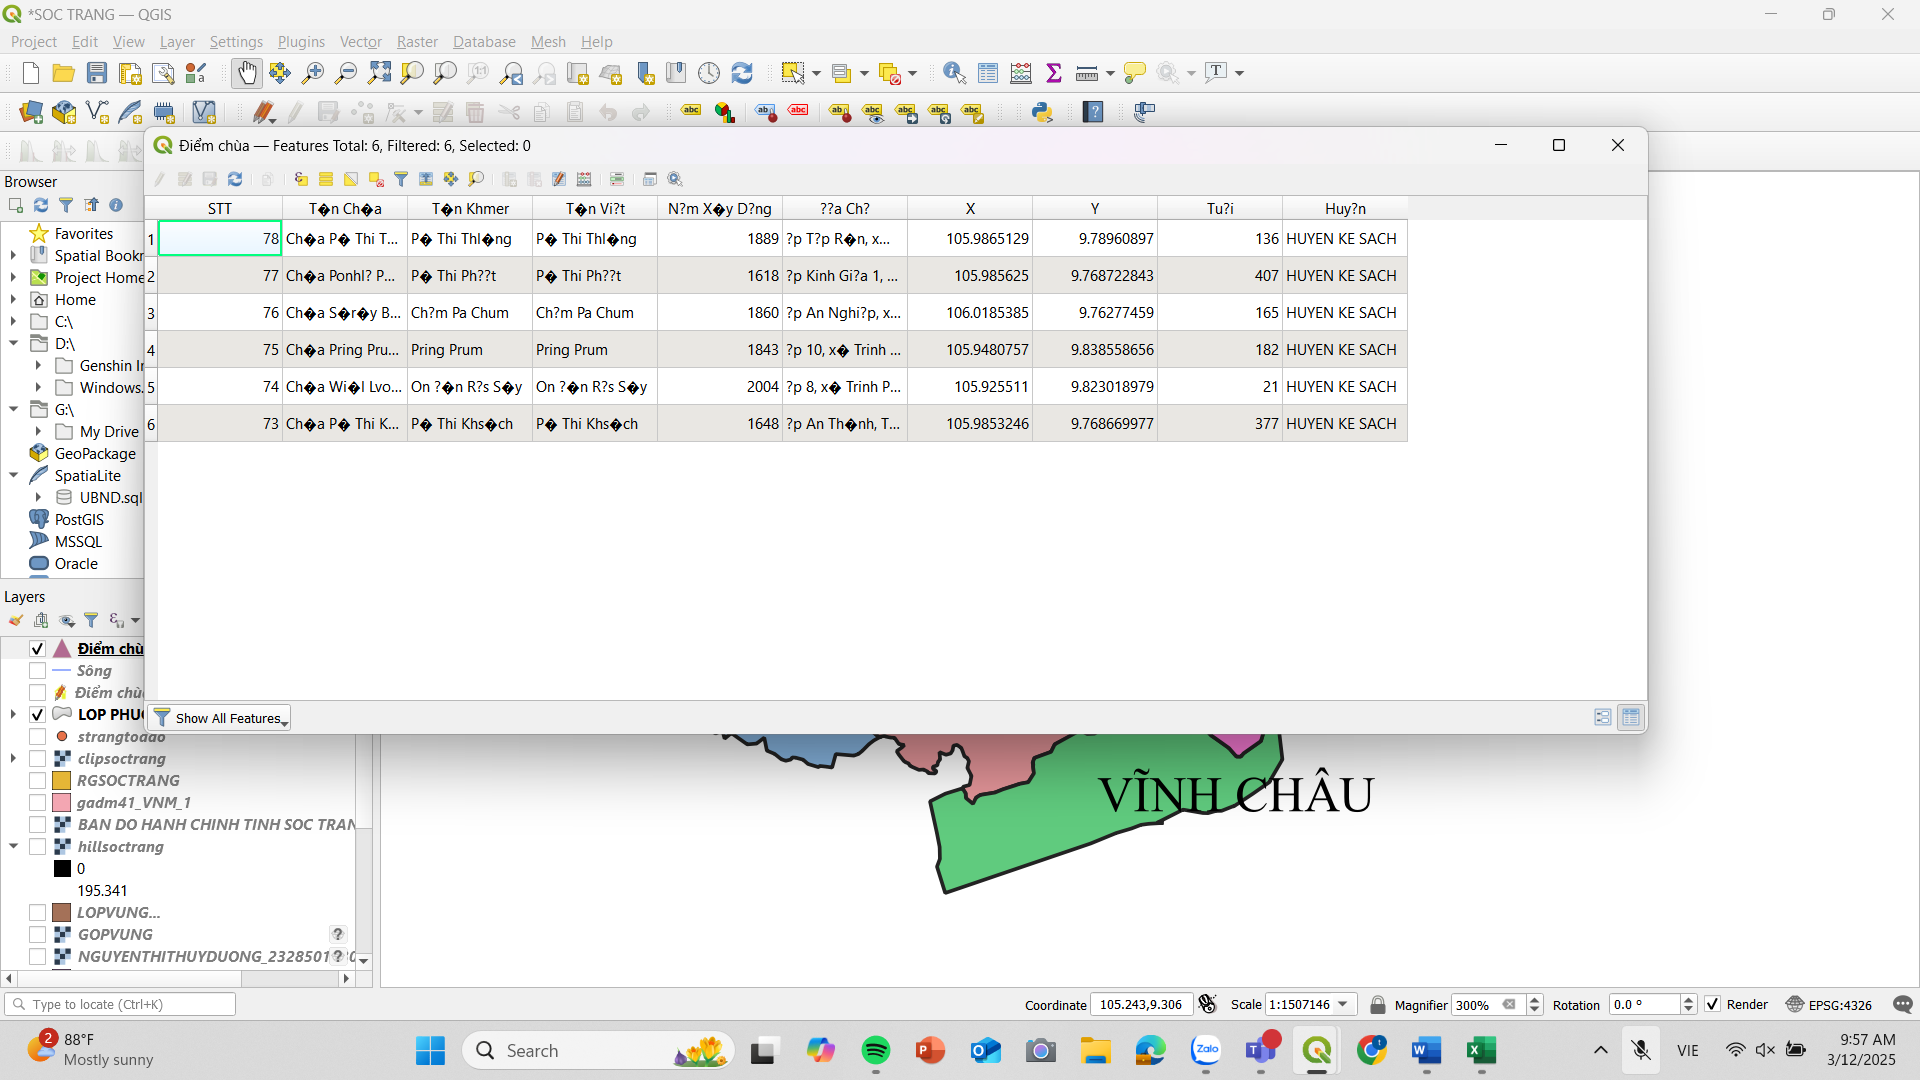 *SOC TRANG — QGIS
Project Edit View Layer Settings Plugins Vector Raster Database Mesh Help
Điểm chùa — Features Total: 6, Filtered: 6, Selected: 0
Browser
STT T�n Ch�a T�n Khmer T�n Vi?t N?m X�y D?ng ??a Ch? X Y Tu?i Huy?n
1 78 Ch�a P� Thi T... P� Thi Thl�ng P� Thi Thl�ng 1889 ?p T?p R�n, x... 105.9865129 9.78960897 136 HUYEN KE SACH
2 77 Ch�a Ponhl? P... P� Thi Ph??t P� Thi Ph??t 1618 ?p Kinh Gi?a 1, ... 105.985625 9.768722843 407 HUYEN KE SACH
3 76 Ch�a S�r�y B... Ch?m Pa Chum Ch?m Pa Chum 1860 ?p An Nghi?p, x... 106.0185385 9.76277459 165 HUYEN KE SACH
4 75 Ch�a Pring Pru... Pring Prum Pring Prum 1843 ?p 10, x� Trinh ... 105.9480757 9.838558656 182 HUYEN KE SACH
5 74 Ch�a Wi�l Lvo... On ?�n R?s S�y On ?�n R?s S�y 2004 ?p 8, x� Trinh P... 105.925511 9.823018979 21 HUYEN KE SACH
6 73 Ch�a P� Thi K... P� Thi Khs�ch P� Thi Khs�ch 1648 ?p An Th�nh, T... 105.9853246 9.768669977 377 HUYEN KE SACH
Favorites
Spatial Bookr
Project Home
Home
C:\
D:\
Genshin Ir
Windows.
G:\
My Drive
GeoPackage
SpatiaLite
UBND.sql
PostGIS
MSSQL
Oracle
Show All Features
Layers
Điểm chù
Sông
Điểm chù
LOP PHU
strangtoado
clipsoctrang
RGSOCTRANG
gadm41_VNM_1
BAN DO HANH CHINH TINH SOC TRAN
hillsoctrang
0
195.341
LOPVUNG...
GOPVUNG
NGUYENTHITHUYDUONG_2328501
VĨNH CHÂU
Type to locate (Ctrl+K)
Coordinate 105.243,9.306 Scale 1:1507146 Magnifier 300% Rotation 0.0 ° Render EPSG:4326
2 88°F
Mostly sunny
Search
Zalo
VIE
9:57 AM
3/12/2025